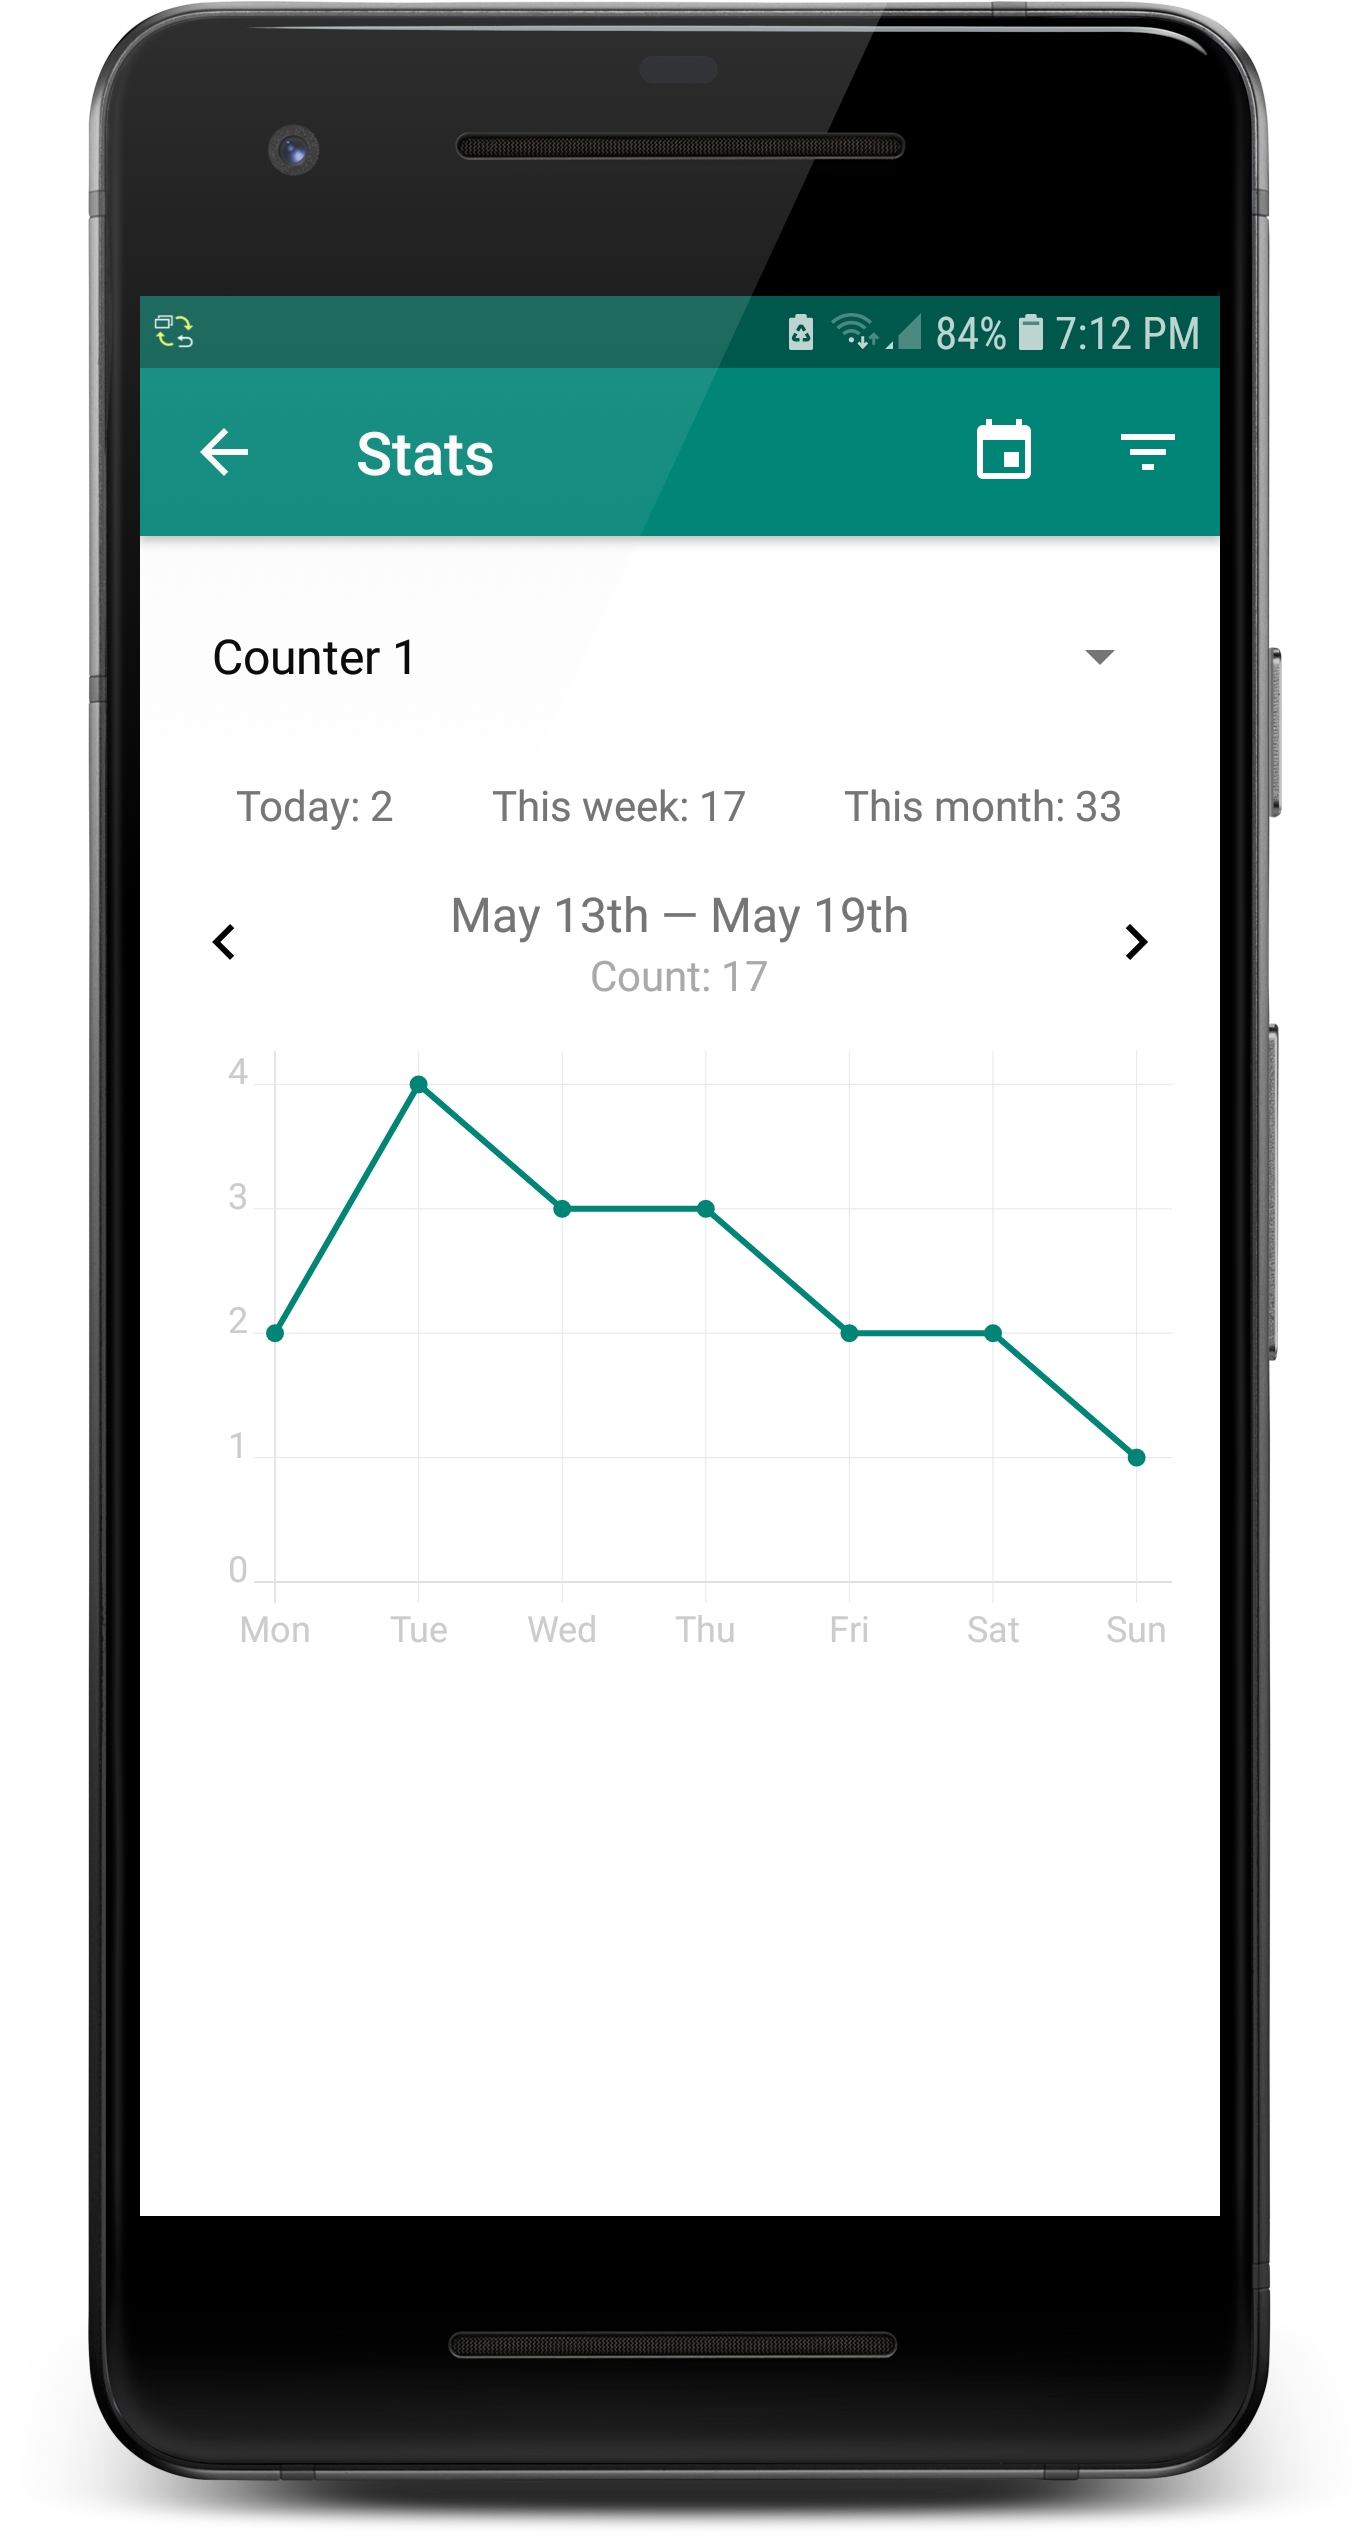 84% 7:12 PM
Stats
Counter 1
Today: 2 This week: 17 This month: 33
May 13th — May 19th
Count: 17
4
3
2
1
0
Mon Tue Wed Thu Fri Sat Sun